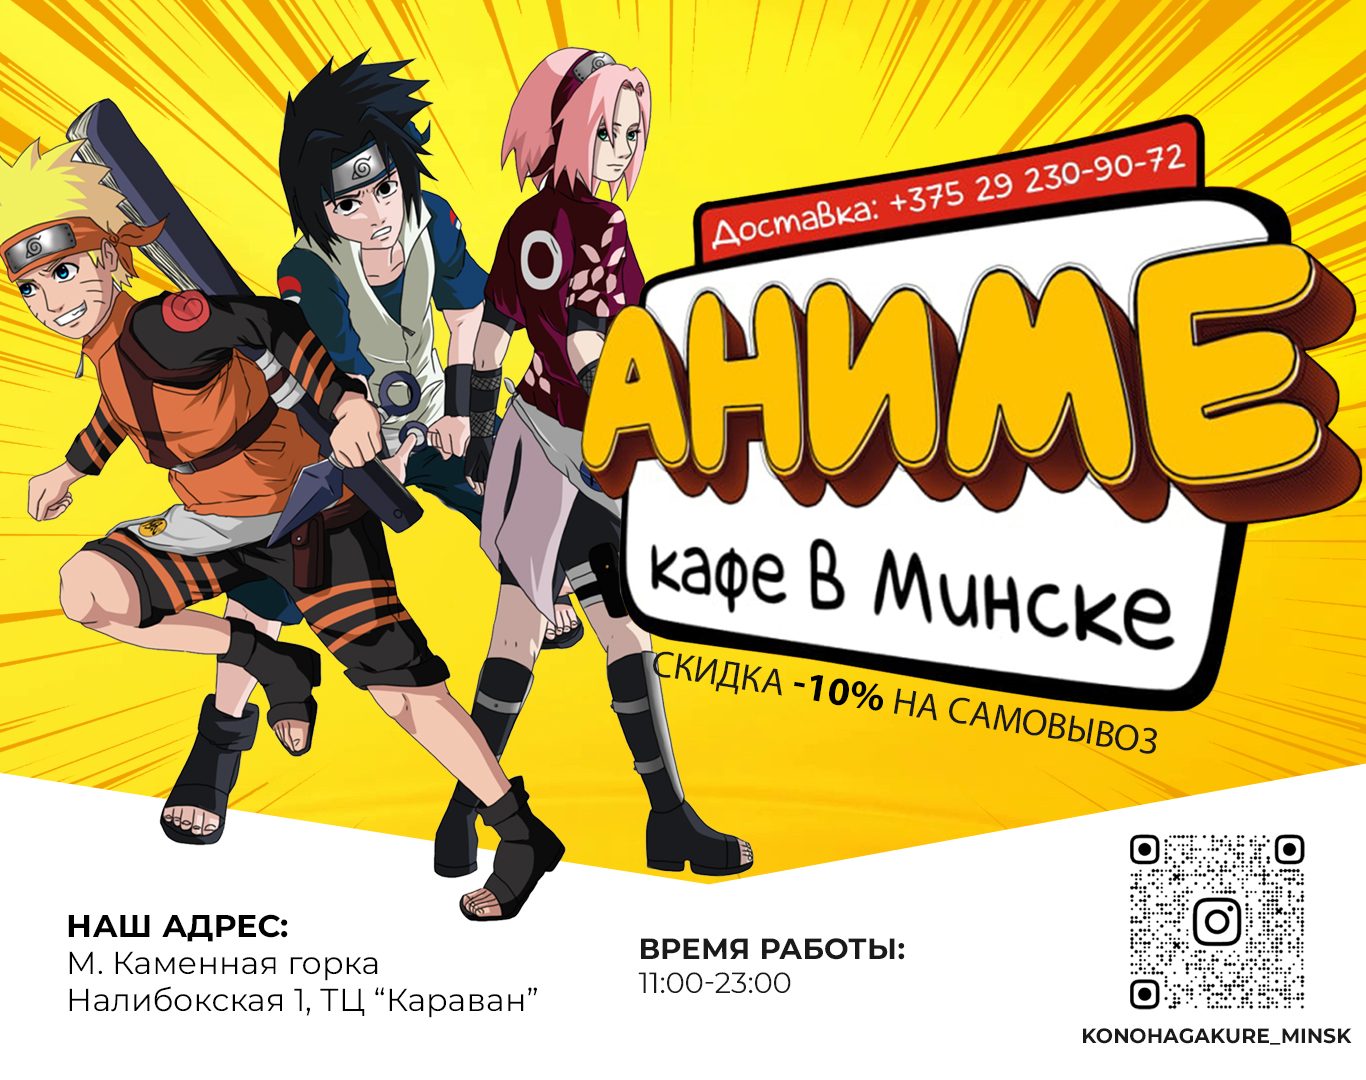 Доставка: +375 29 230-90-72
АНИМЕ
кафе в Минске
СКИДКА -10% НА САМОВЫВОЗ
НАШ АДРЕС:
М. Каменная горка
Налибокская 1, ТЦ “Караван”
ВРЕМЯ РАБОТЫ:
11:00-23:00
KONOHAGAKURE_MINSK